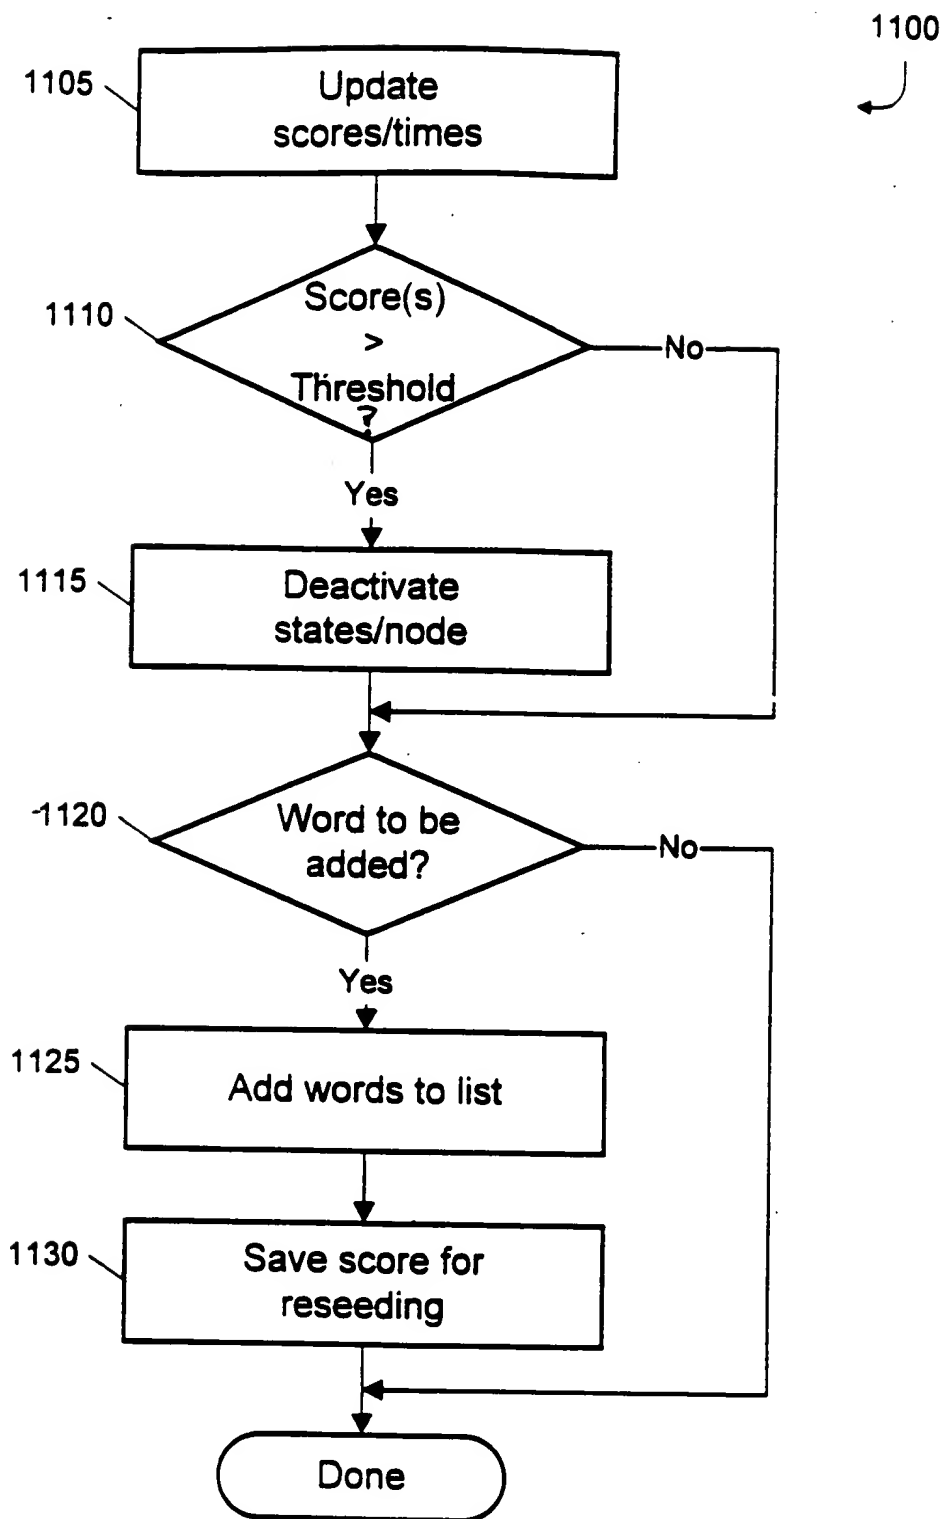 1100
1105
Update
scores/times
1110
Score(s)
>
Threshold
?
No
Yes
1115
Deactivate
states/node
1120
Word to be
added?
No
Yes
1125
Add words to list
1130
Save score for
reseeding
Done